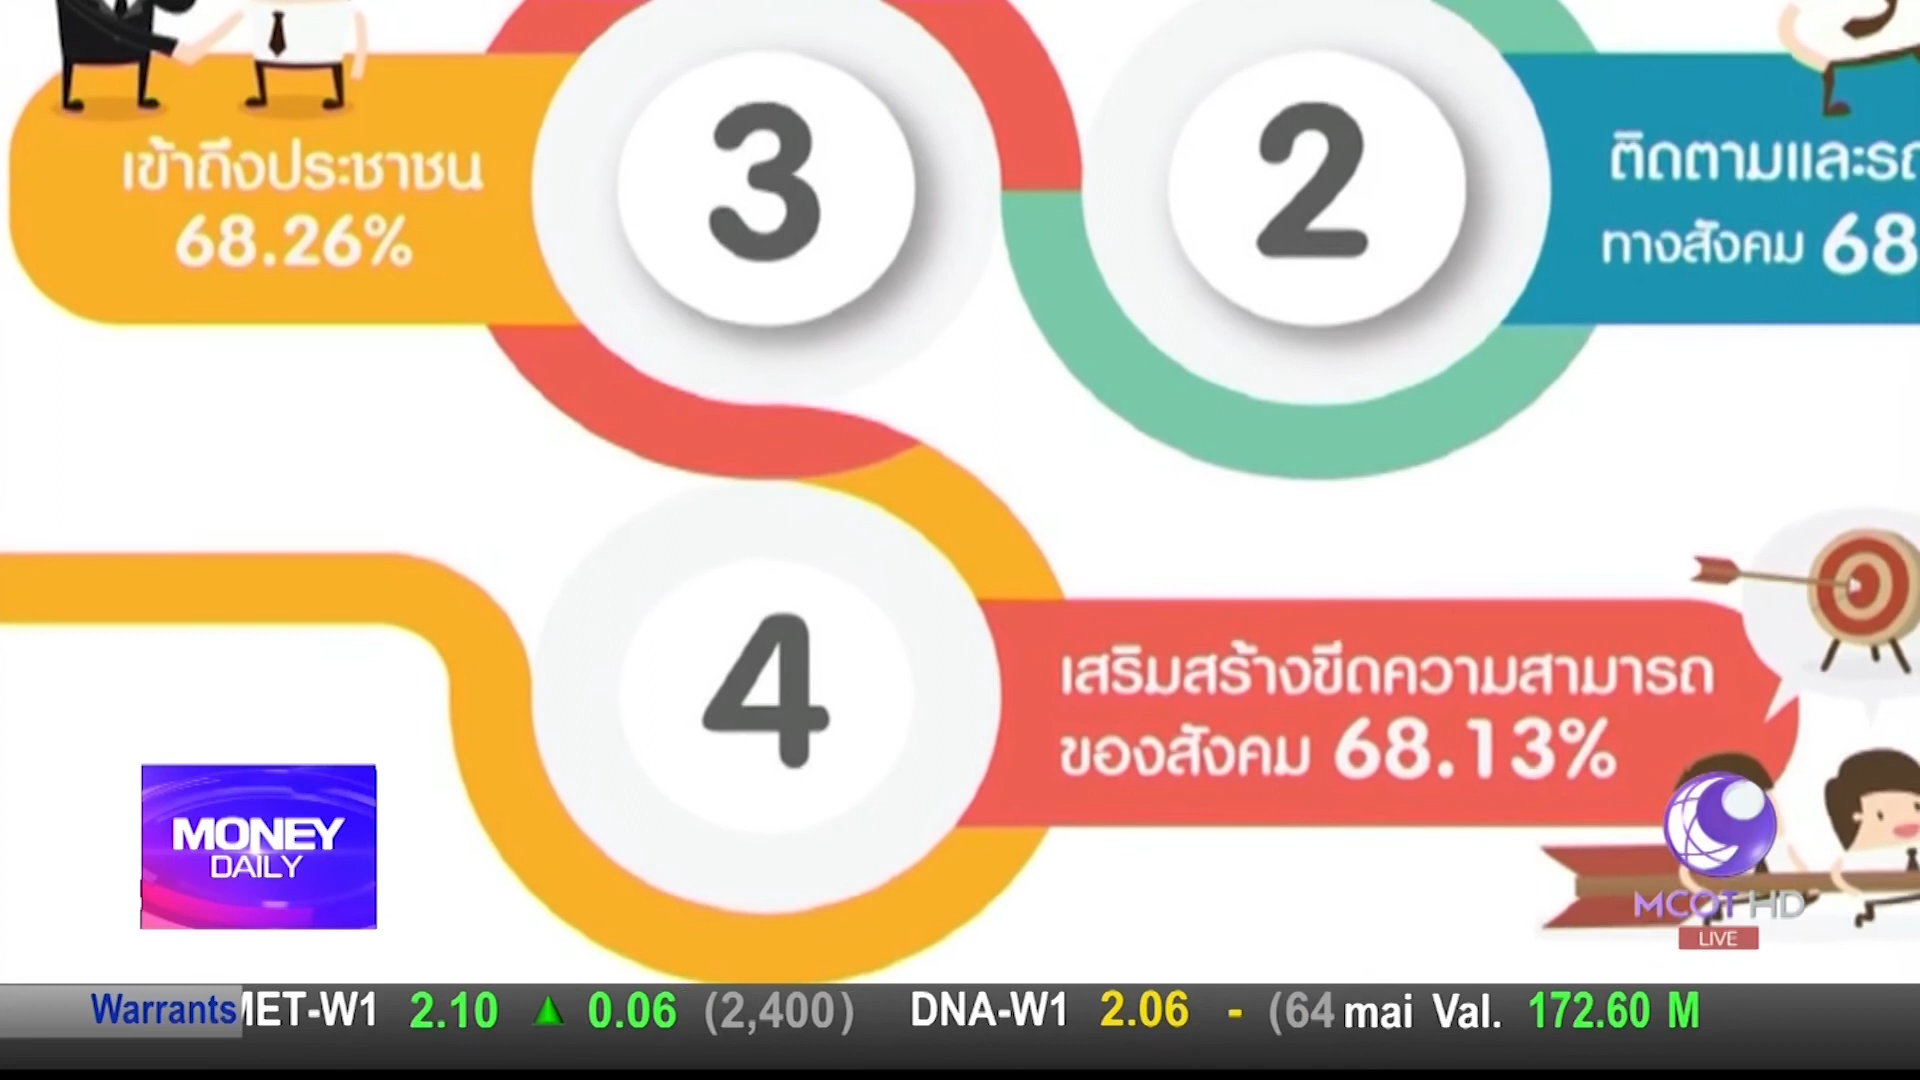 เข้าถึงประชาชน
68.26%
3
2
ติดตามและ
ทางสังคม 68
4
เสริมสร้างขีดความสามารถ
ของสังคม 68.13%
MONEY
DAILY
MCOT HD
LIVE
Warrants MET-W1 2.10 ▲ 0.06 (2,400) DNA-W1 2.06 - (64 mai Val. 172.60 M